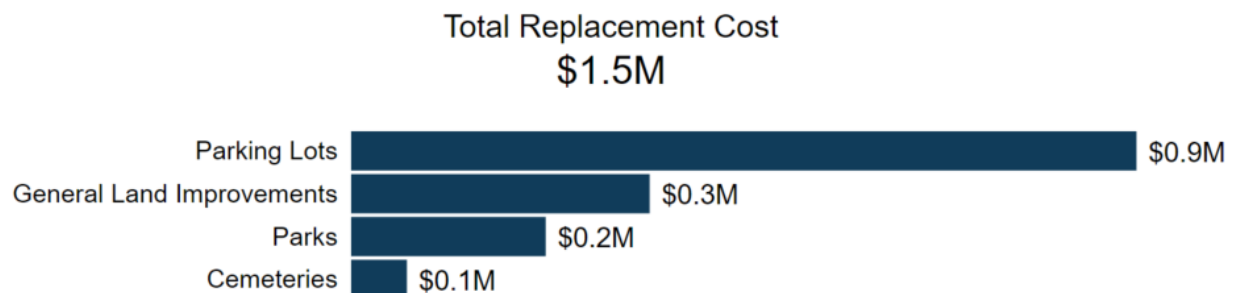 Total Replacement Cost
$1.5M
Parking Lots $0.9M
General Land Improvements $0.3M
Parks $0.2M
Cemeteries $0.1M